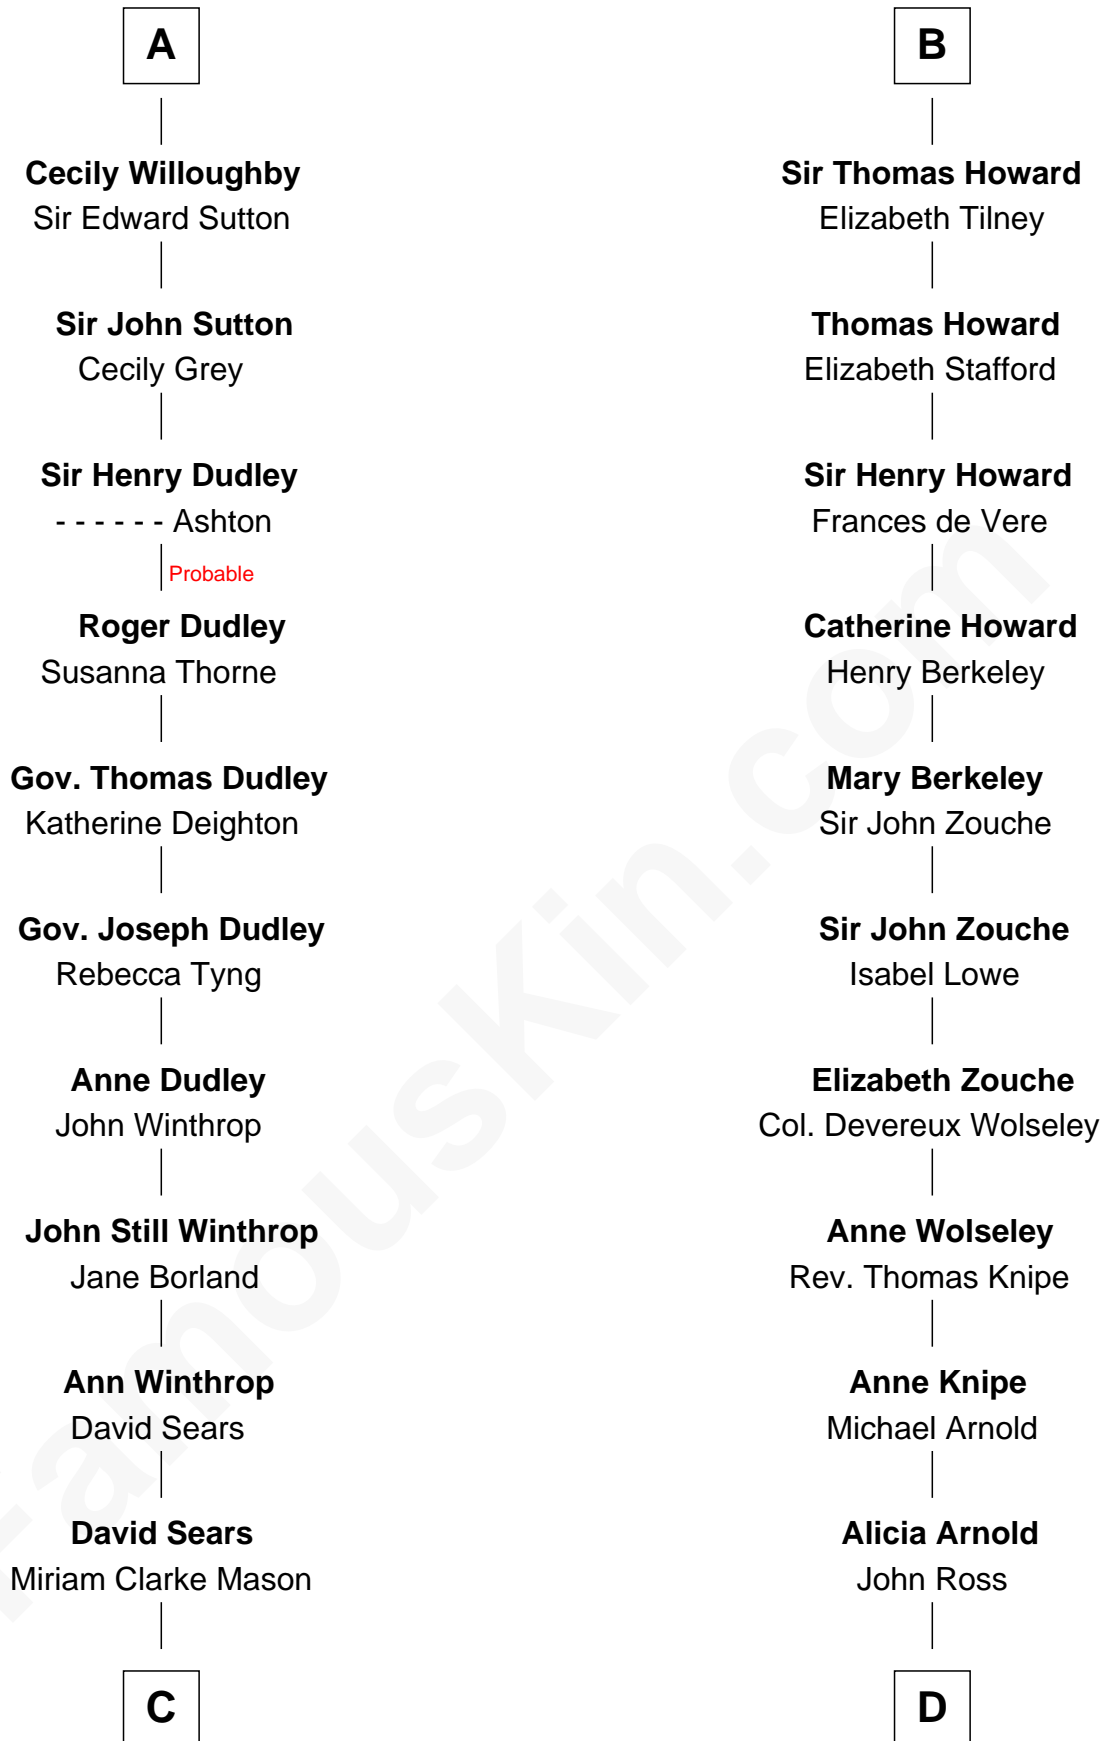 A
Cecily Willoughby
Sir Edward Sutton
Sir John Sutton
Cecily Grey
Sir Henry Dudley
- - - - - - Ashton
Probable
Roger Dudley
Susanna Thorne
Gov. Thomas Dudley
Katherine Deighton
Gov. Joseph Dudley
Rebecca Tyng
Anne Dudley
John Winthrop
John Still Winthrop
Jane Borland
Ann Winthrop
David Sears
David Sears
Miriam Clarke Mason
C
B
Sir Thomas Howard
Elizabeth Tilney
Thomas Howard
Elizabeth Stafford
Sir Henry Howard
Frances de Vere
Catherine Howard
Henry Berkeley
Mary Berkeley
Sir John Zouche
Sir John Zouche
Isabel Lowe
Elizabeth Zouche
Col. Devereux Wolseley
Anne Wolseley
Rev. Thomas Knipe
Anne Knipe
Michael Arnold
Alicia Arnold
John Ross
D
FamousKin.com